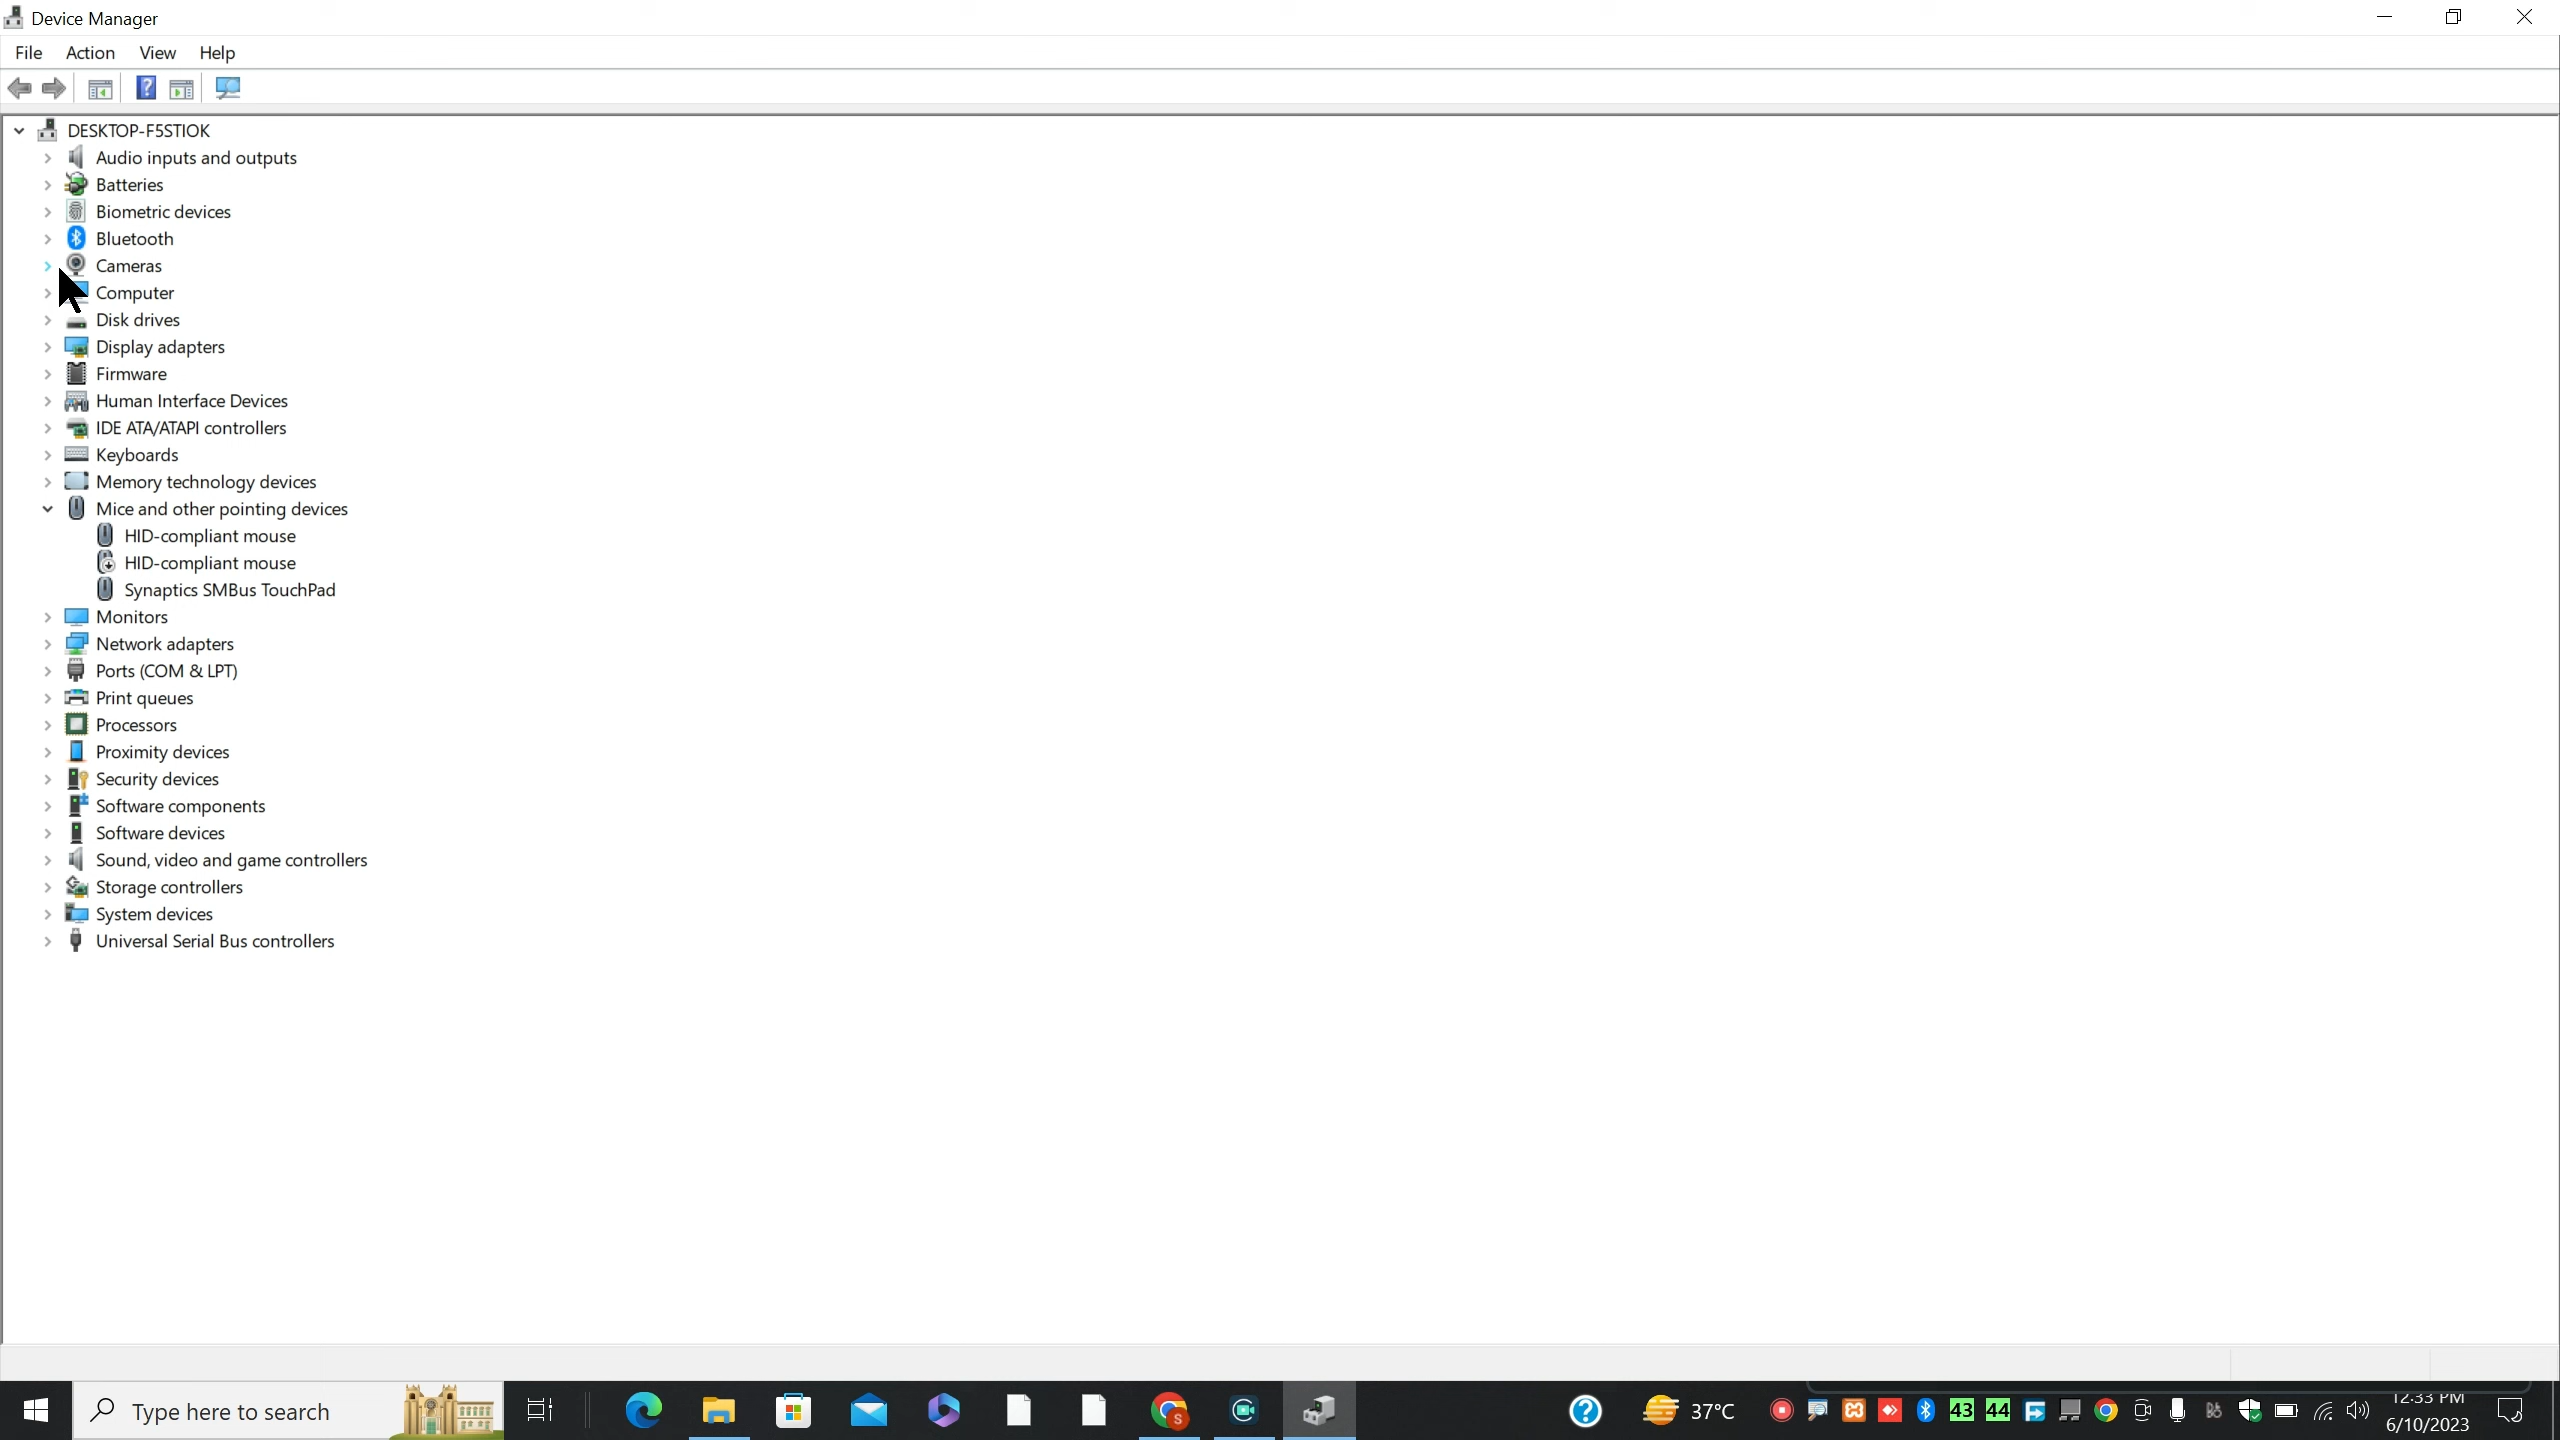 Device Manager
File Action View Help
DESKTOP-F5STIOK
Audio inputs and outputs
Batteries
Biometric devices
Bluetooth
Cameras
Computer
Disk drives
Display adapters
Firmware
Human Interface Devices
IDE ATA/ATAPI controllers
Keyboards
Memory technology devices
Mice and other pointing devices
HID-compliant mouse
HID-compliant mouse
Synaptics SMBus TouchPad
Monitors
Network adapters
Ports (COM & LPT)
Print queues
Processors
Proximity devices
Security devices
Software components
Software devices
Sound, video and game controllers
Storage controllers
System devices
Universal Serial Bus controllers
Type here to search
S
37°C
43 44
12:33 PM
6/10/2023